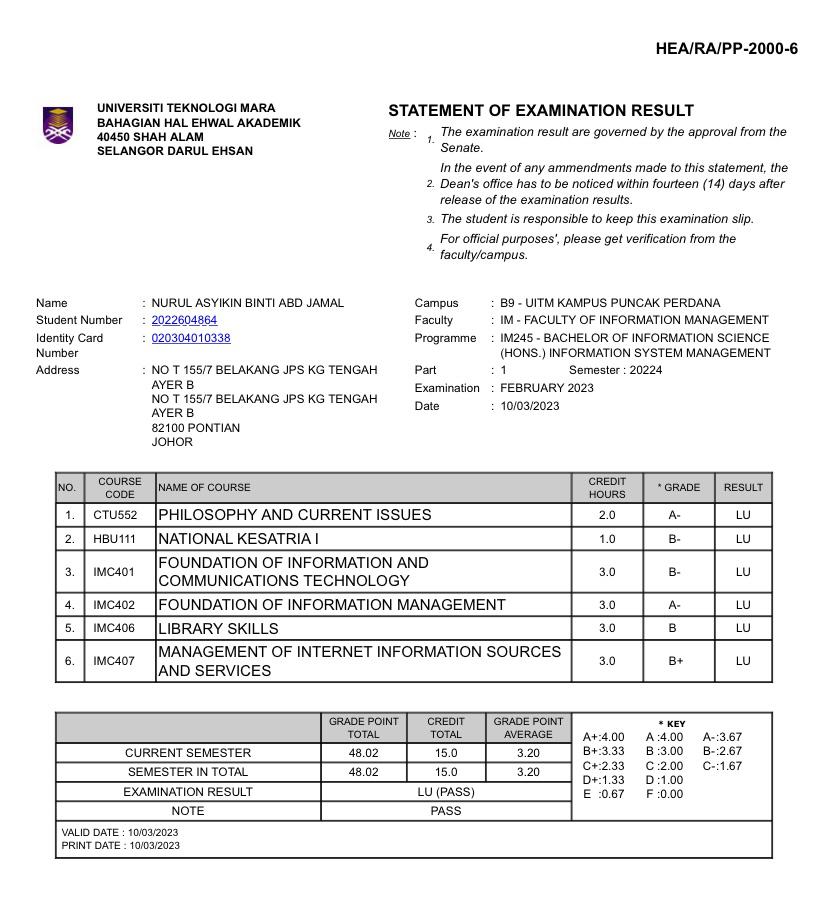 HEA/RA/PP-2000-6
UNIVERSITI TEKNOLOGI MARA
BAHAGIAN HAL EHWAL AKADEMIK
40450 SHAH ALAM
SELANGOR DARUL EHSAN
STATEMENT OF EXAMINATION RESULT
Note : 1. The examination result are governed by the approval from the
Senate.
In the event of any ammendments made to this statement, the
2. Dean's office has to be noticed within fourteen (14) days after
release of the examination results.
3. The student is responsible to keep this examination slip.
4. For official purposes', please get verification from the
faculty/campus.
Name : NURUL ASYIKIN BINTI ABD JAMAL
Student Number : 2022604864
Identity Card : 020304010338
Number
Address : NO T 155/7 BELAKANG JPS KG TENGAH
AYER B
NO T 155/7 BELAKANG JPS KG TENGAH
AYER B
82100 PONTIAN
JOHOR
Campus : B9 - UITM KAMPUS PUNCAK PERDANA
Faculty : IM - FACULTY OF INFORMATION MANAGEMENT
Programme : IM245 - BACHELOR OF INFORMATION SCIENCE
(HONS.) INFORMATION SYSTEM MANAGEMENT
Part : 1 Semester : 20224
Examination : FEBRUARY 2023
Date : 10/03/2023
NO. COURSE CODE NAME OF COURSE CREDIT HOURS * GRADE RESULT
1. CTU552 PHILOSOPHY AND CURRENT ISSUES 2.0 A- LU
2. HBU111 NATIONAL KESATRIA I 1.0 B- LU
3. IMC401 FOUNDATION OF INFORMATION AND
COMMUNICATIONS TECHNOLOGY 3.0 B- LU
4. IMC402 FOUNDATION OF INFORMATION MANAGEMENT 3.0 A- LU
5. IMC406 LIBRARY SKILLS 3.0 B LU
6. IMC407 MANAGEMENT OF INTERNET INFORMATION SOURCES
AND SERVICES 3.0 B+ LU
GRADE POINT TOTAL CREDIT TOTAL GRADE POINT AVERAGE
CURRENT SEMESTER 48.02 15.0 3.20
SEMESTER IN TOTAL 48.02 15.0 3.20
EXAMINATION RESULT LU (PASS)
NOTE PASS
* KEY
A+:4.00 A :4.00 A-:3.67
B+:3.33 B :3.00 B-:2.67
C+:2.33 C :2.00 C-:1.67
D+:1.33 D :1.00
E :0.67 F :0.00
VALID DATE : 10/03/2023
PRINT DATE : 10/03/2023